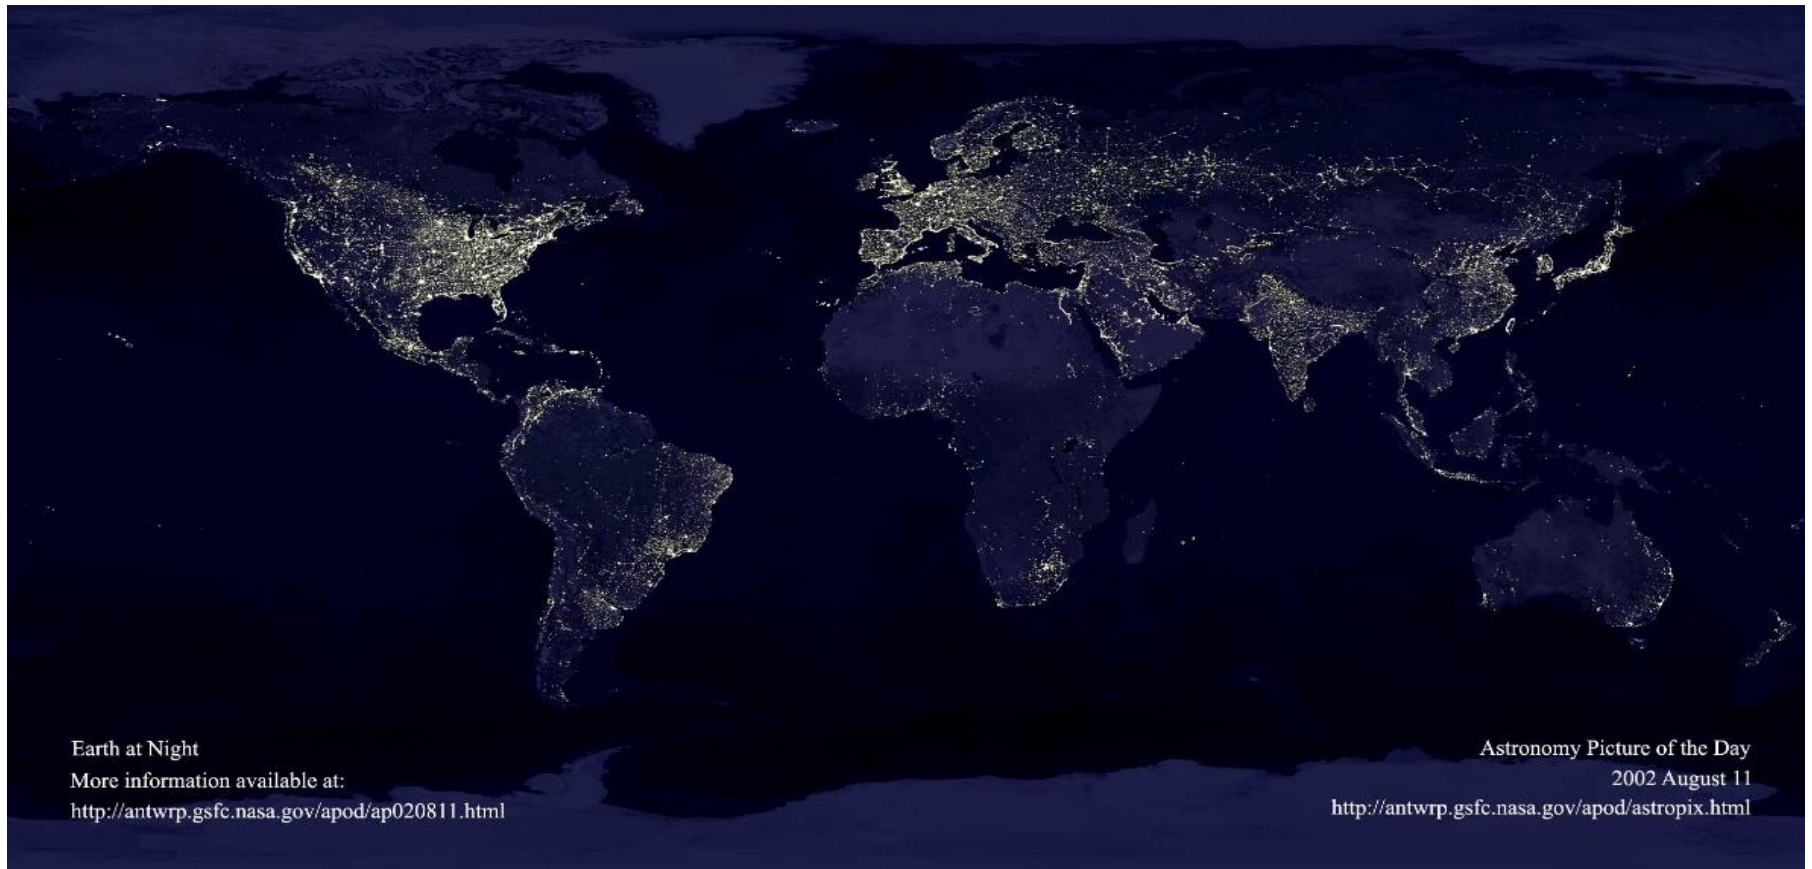 Earth at Night
More information available at:
http://antwrp.gsfc.nasa.gov/apod/ap020811.html
Astronomy Picture of the Day
2002 August 11
http://antwrp.gsfc.nasa.gov/apod/astropix.html